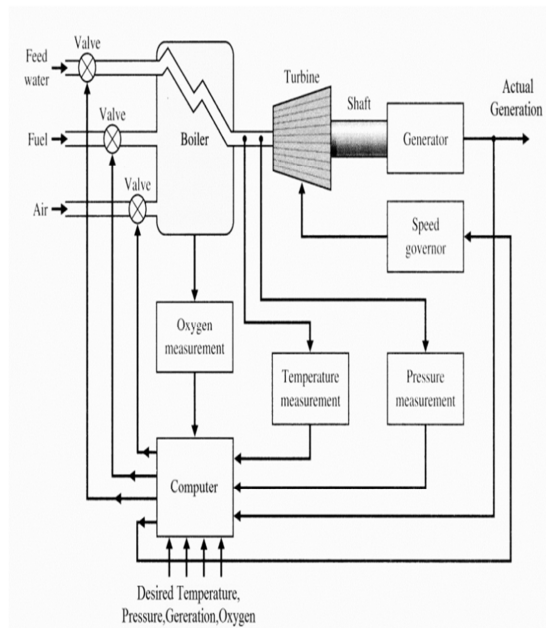 Valve
Feed
water
Turbine
Actual
Generation
Valve
Shaft
Fuel
Boiler
Generator
Valve
Air
Speed
governor
Oxygen
measurement
Temperature
measurement
Pressure
measurement
Computer
Desired Temperature,
Pressure,Gereration,Oxygen